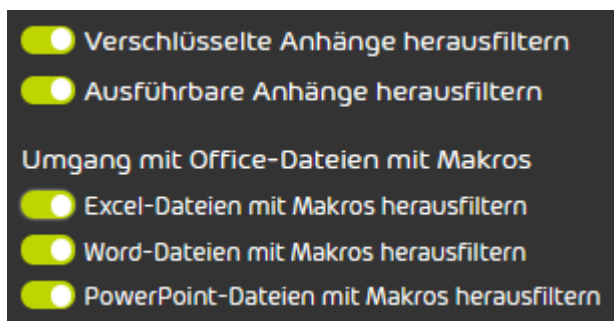 Verschlüsselte Anhänge herausfiltern
Ausführbare Anhänge herausfiltern
Umgang mit Office-Dateien mit Makros
Excel-Dateien mit Makros herausfiltern
Word-Dateien mit Makros herausfiltern
PowerPoint-Dateien mit Makros herausfiltern